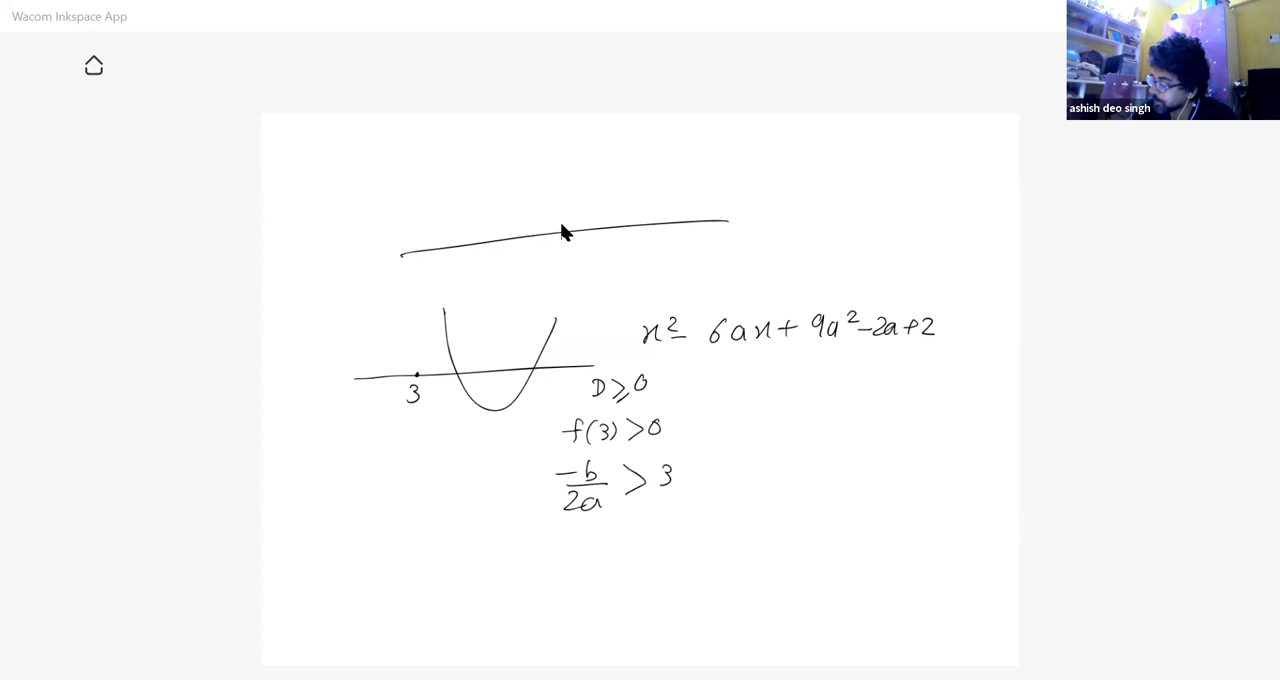 Wacom Inkspace App
ashish deo singh
x² - 6ax + 9a² - 2a + 2
3
D ≥ 0
f(3) > 0
-b/2a > 3